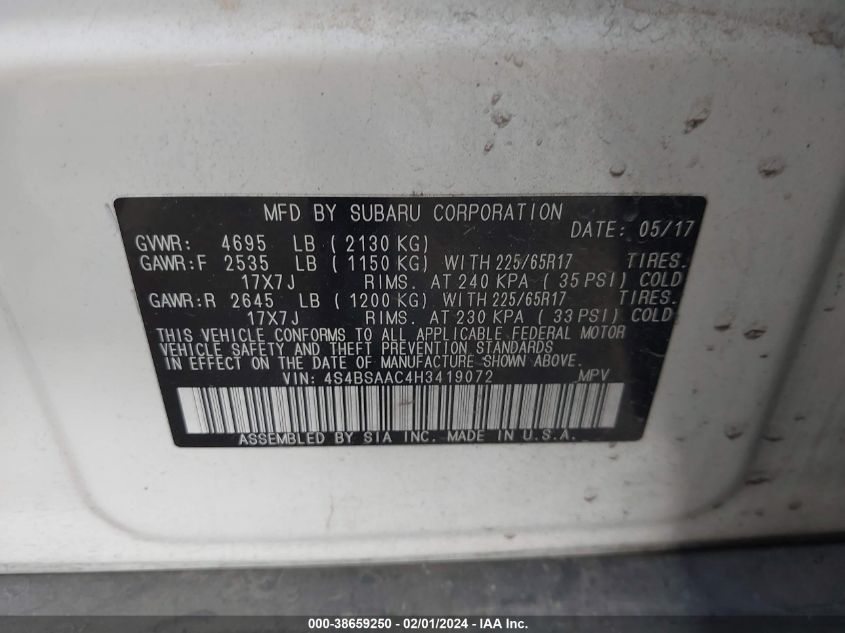 MFD BY SUBARU CORPORATION
DATE: 05/17
GVWR: 4695 LB ( 2130 KG)
GAWR:F 2535 LB ( 1150 KG) WITH 225/65R17 TIRES.
17X7J RIMS. AT 240 KPA ( 35 PSI) COLD
GAWR:R 2645 LB ( 1200 KG) WITH 225/65R17 TIRES.
17X7J RIMS. AT 230 KPA ( 33 PSI) COLD.
THIS VEHICLE CONFORMS TO ALL APPLICABLE FEDERAL MOTOR
VEHICLE SAFETY AND THEFT PREVENTION STANDARDS
IN EFFECT ON THE DATE OF MANUFACTURE SHOWN ABOVE.
VIN: 4S4BSAAC4H3419072 MPV
ASSEMBLED BY SIA INC. MADE IN U.S.A.
000-38659250 - 02/01/2024 - IAA Inc.